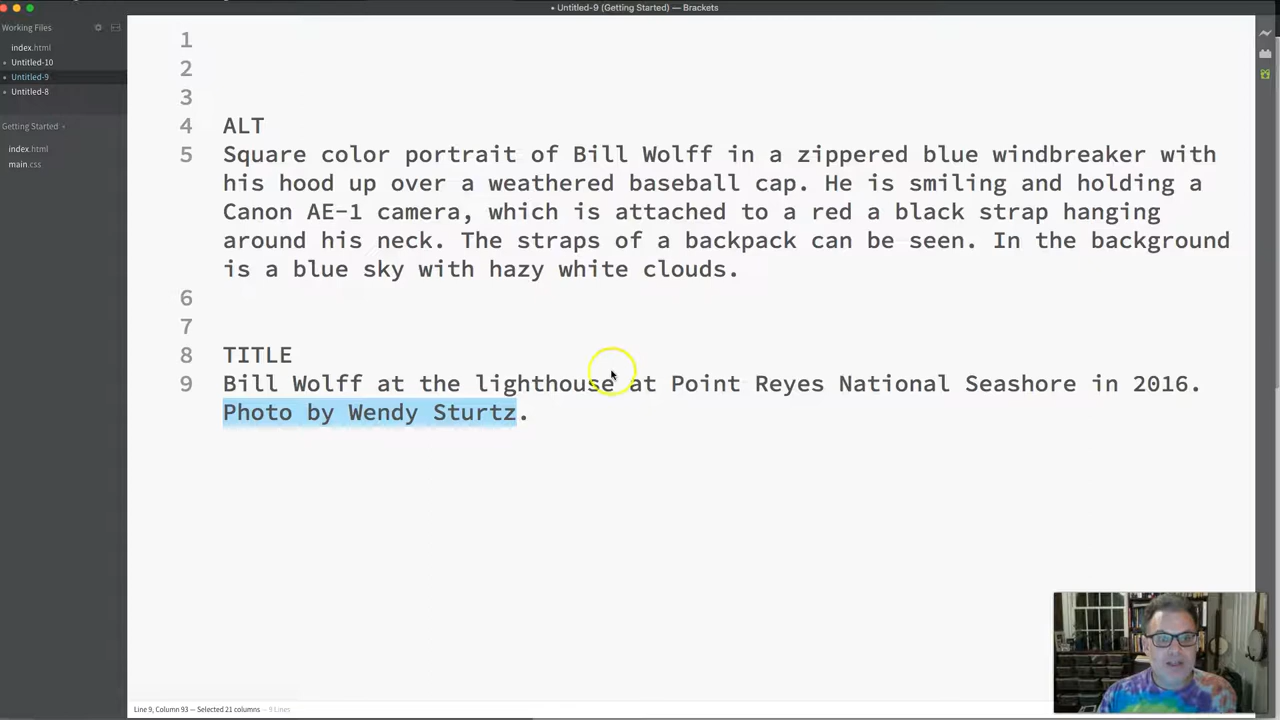 • Untitled-9 (Getting Started) — Brackets
Working Files
index.html
• Untitled-10
• Untitled-9
• Untitled-8
Getting Started
index.html
main.css
1
2
3
4 ALT
5 Square color portrait of Bill Wolff in a zippered blue windbreaker with
his hood up over a weathered baseball cap. He is smiling and holding a
Canon AE-1 camera, which is attached to a red a black strap hanging
around his neck. The straps of a backpack can be seen. In the background
is a blue sky with hazy white clouds.
6
7
8 TITLE
9 Bill Wolff at the lighthouse at Point Reyes National Seashore in 2016.
Photo by Wendy Sturtz.
Line 9, Column 93 — Selected 21 columns — 9 Lines